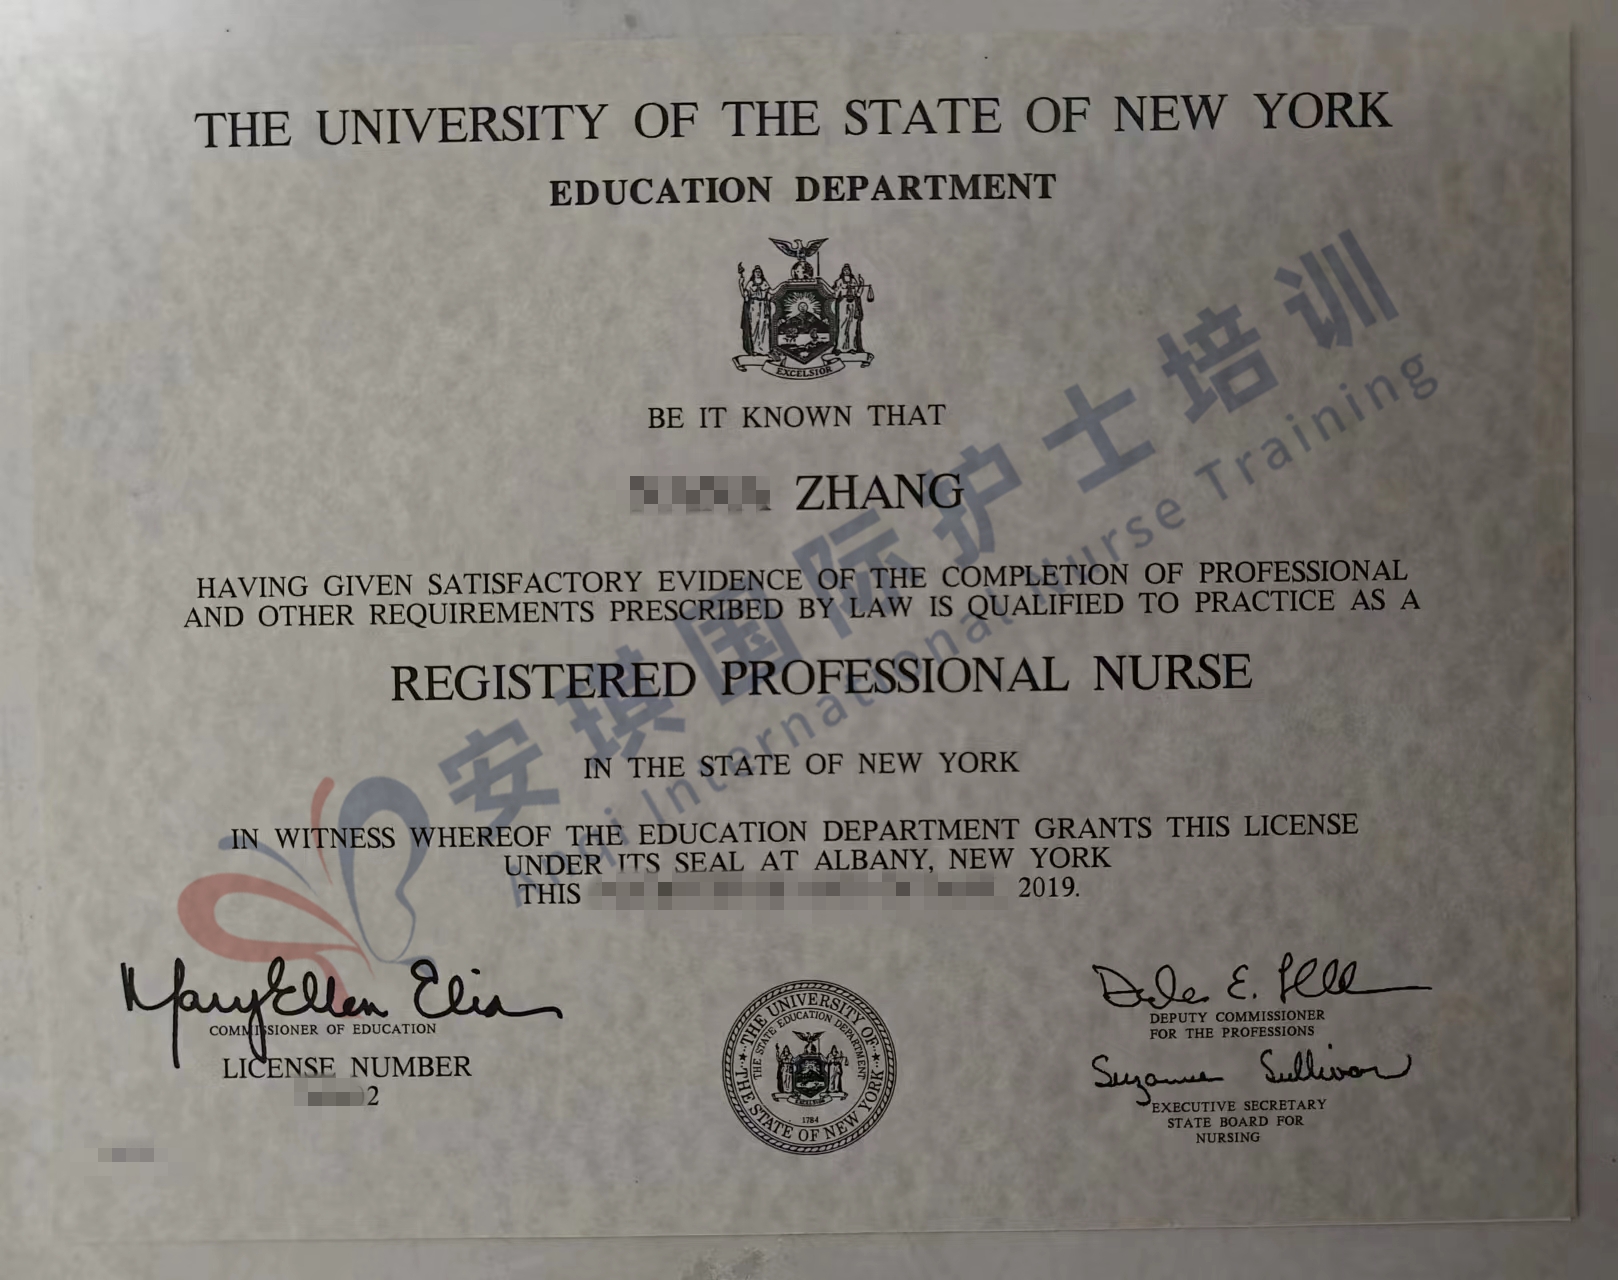 THE UNIVERSITY OF THE STATE OF NEW YORK
EDUCATION DEPARTMENT
EXCELSIOR
BE IT KNOWN THAT
ZHANG
HAVING GIVEN SATISFACTORY EVIDENCE OF THE COMPLETION OF PROFESSIONAL
AND OTHER REQUIREMENTS PRESCRIBED BY LAW IS QUALIFIED TO PRACTICE AS A
REGISTERED PROFESSIONAL NURSE
IN THE STATE OF NEW YORK
IN WITNESS WHEREOF THE EDUCATION DEPARTMENT GRANTS THIS LICENSE
UNDER ITS SEAL AT ALBANY, NEW YORK
THIS 2019.
MaryEllen Elia
COMMISSIONER OF EDUCATION
LICENSE NUMBER
2
THE UNIVERSITY OF THE STATE OF NEW YORK
THE STATE EDUCATION DEPARTMENT
EXCELSIOR
1784
DEPUTY COMMISSIONER
FOR THE PROFESSIONS
Suzanne Sullivan
EXECUTIVE SECRETARY
STATE BOARD FOR
NURSING
安琪国际护士培训
Anqi International Nurse Training